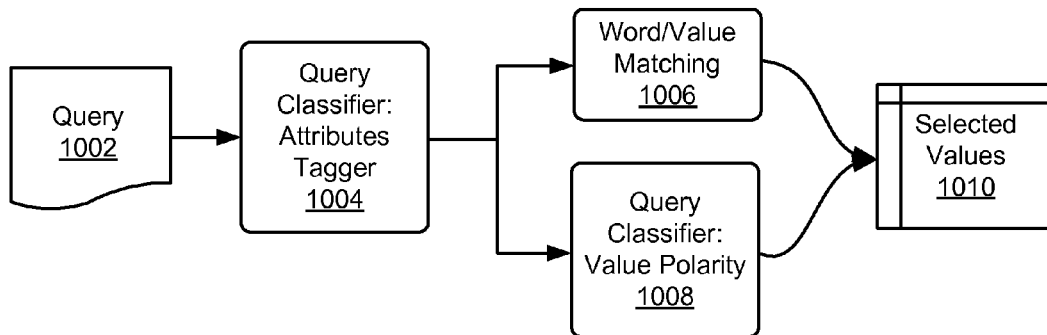 Query
1002
Query
Classifier:
Attributes
Tagger
1004
Word/Value
Matching
1006
Query
Classifier:
Value Polarity
1008
Selected
Values
1010